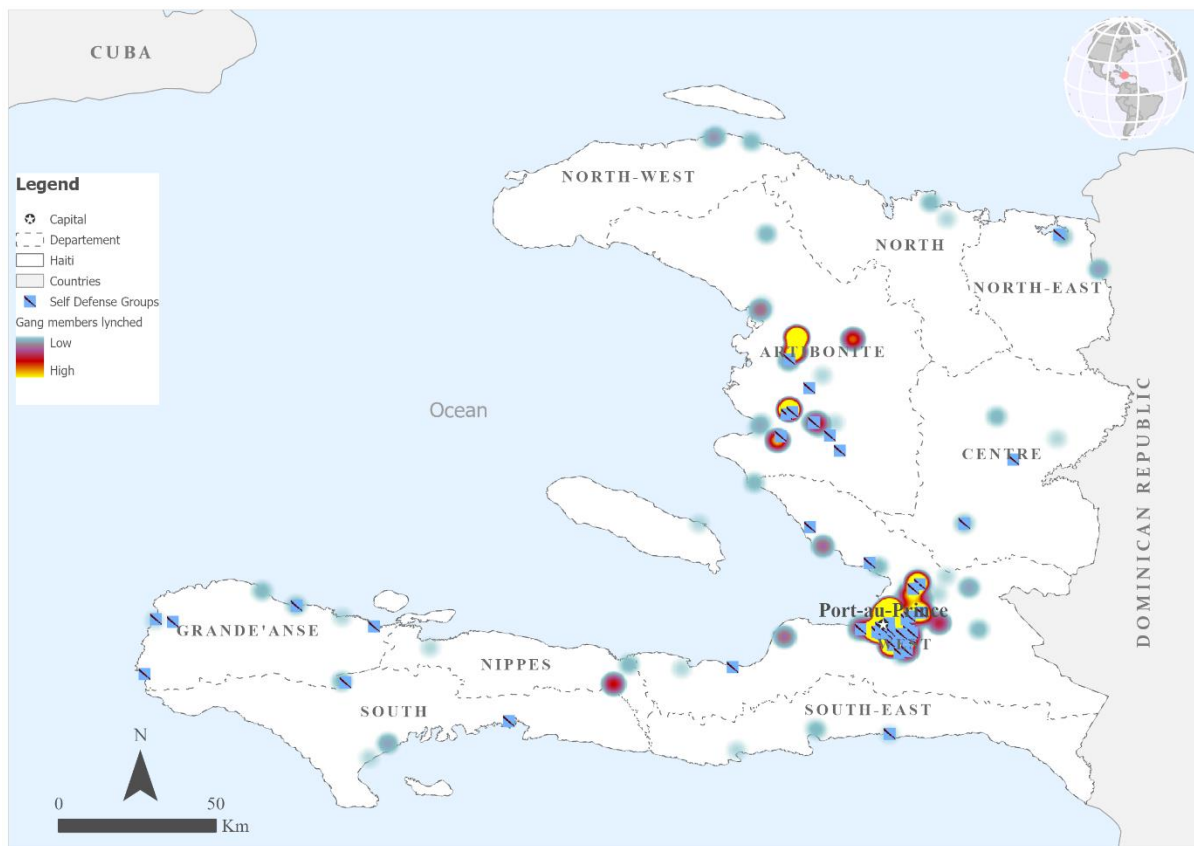 CUBA
NORTH-WEST
Legend
Capital
Departement
Haiti
Countries
Self Defense Groups
Gang members lynched
Low
High
NORTH
NORTH-EAST
ARTIBONITE
Ocean
CENTRE
DOMINICAN REPUBLIC
Port-au-Prince
WEST
GRANDE'ANSE
NIPPES
SOUTH
SOUTH-EAST
N
0 50
Km